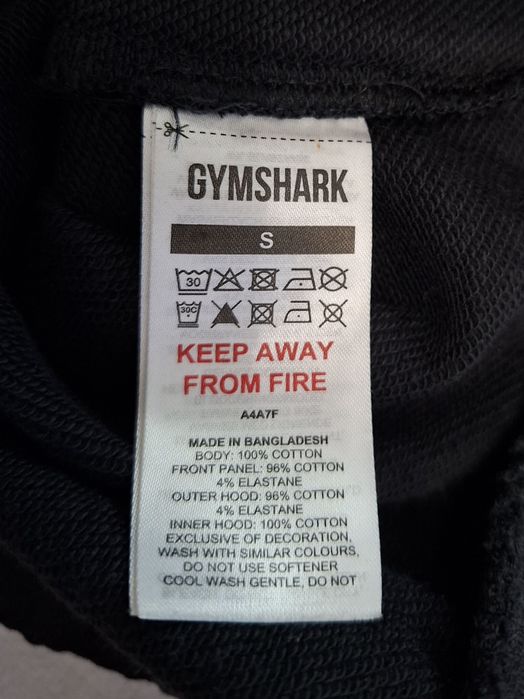 GYMSHARK
S
30
30C
KEEP AWAY
FROM FIRE
A4A7F
MADE IN BANGLADESH
BODY: 100% COTTON
FRONT PANEL: 96% COTTON
4% ELASTANE
OUTER HOOD: 96% COTTON
4% ELASTANE
INNER HOOD: 100% COTTON
EXCLUSIVE OF DECORATION,
WASH WITH SIMILAR COLOURS,
DO NOT USE SOFTENER
COOL WASH GENTLE, DO NOT